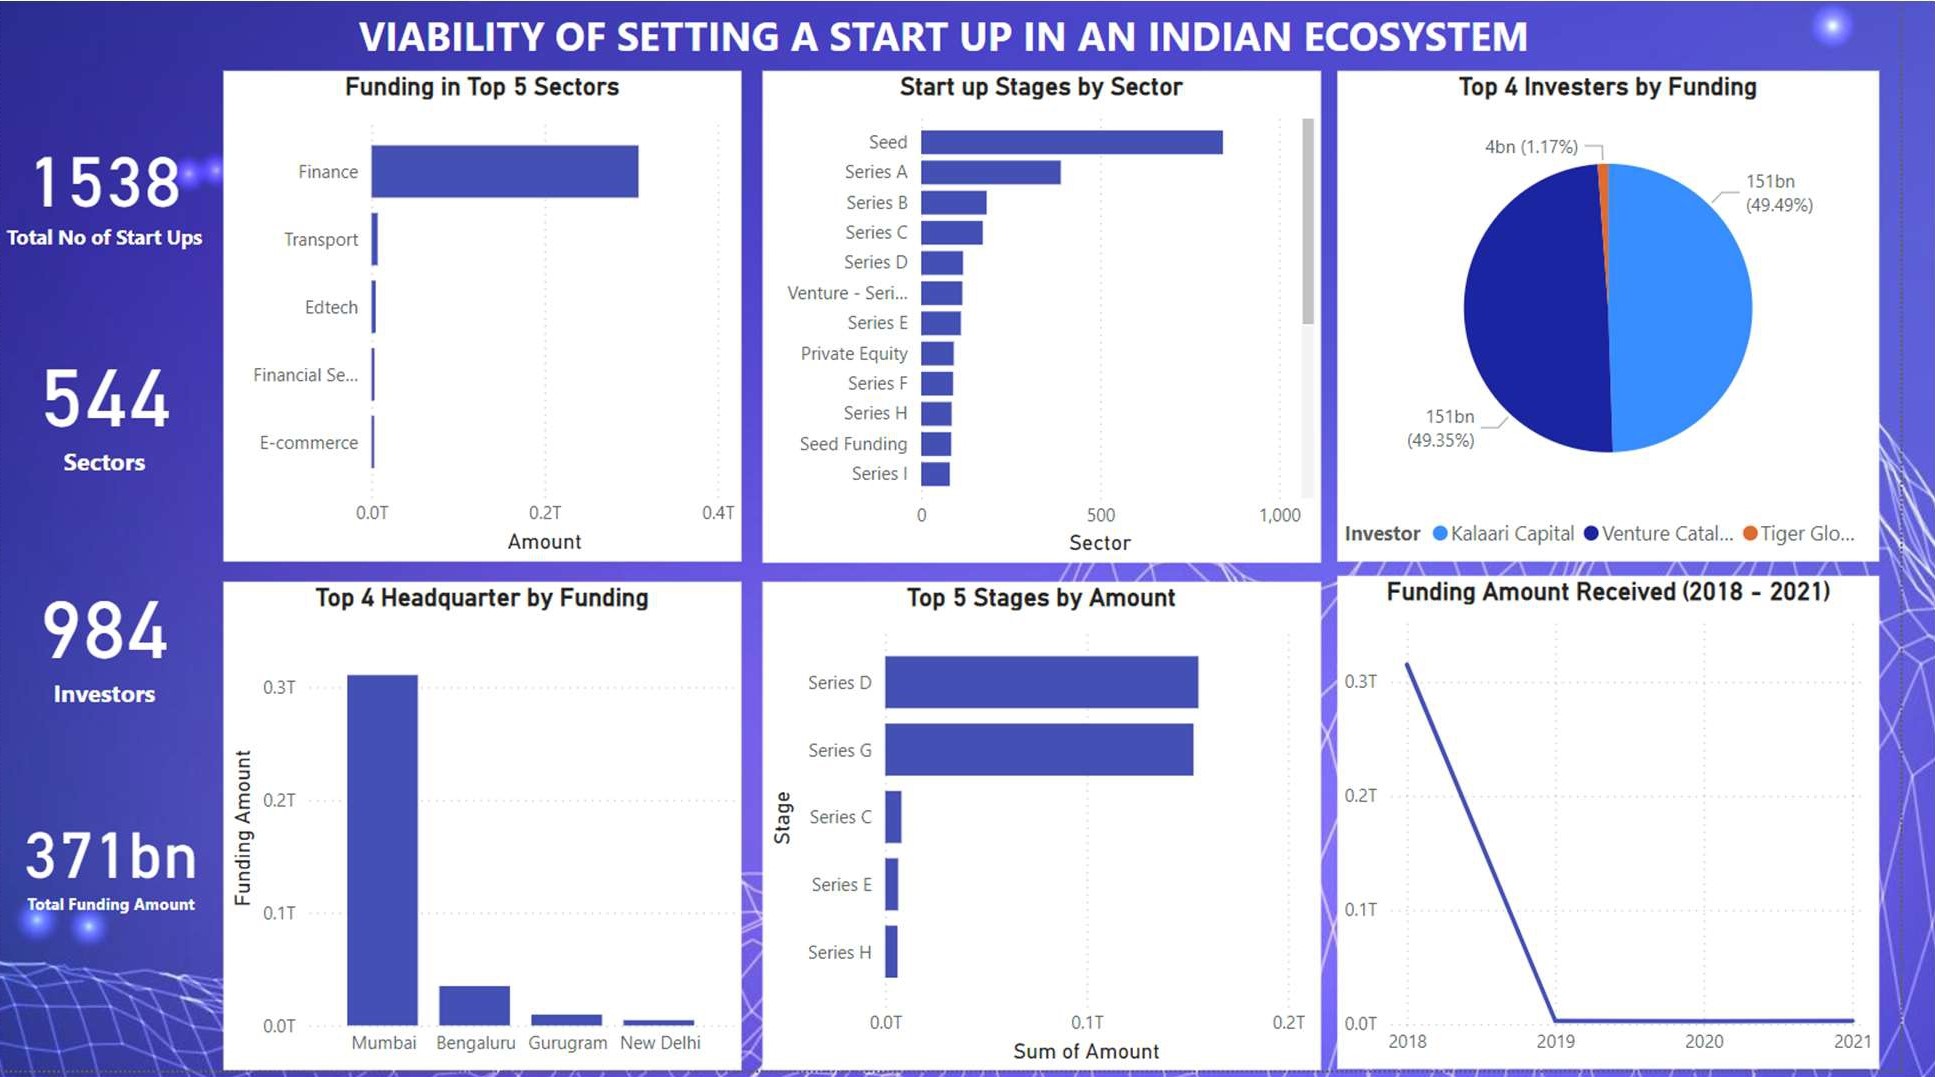 VIABILITY OF SETTING A START UP IN AN INDIAN ECOSYSTEM
1538
Total No of Start Ups
544
Sectors
984
Investors
371bn
Total Funding Amount
Funding in Top 5 Sectors
Finance
Transport
Edtech
Financial Se...
E-commerce
0.0T 0.2T 0.4T
Amount
Start up Stages by Sector
Seed
Series A
Series B
Series C
Series D
Venture - Seri...
Series E
Private Equity
Series F
Series H
Seed Funding
Series I
0 500 1,000
Sector
Top 4 Investers by Funding
4bn (1.17%)
151bn
(49.49%)
151bn
(49.35%)
Investor Kalaari Capital Venture Catal... Tiger Glo...
Top 4 Headquarter by Funding
Funding Amount
0.3T
0.2T
0.1T
0.0T
Mumbai Bengaluru Gurugram New Delhi
Top 5 Stages by Amount
Stage
Series D
Series G
Series C
Series E
Series H
0.0T 0.1T 0.2T
Sum of Amount
Funding Amount Received (2018 - 2021)
0.3T
0.2T
0.1T
0.0T
2018 2019 2020 2021